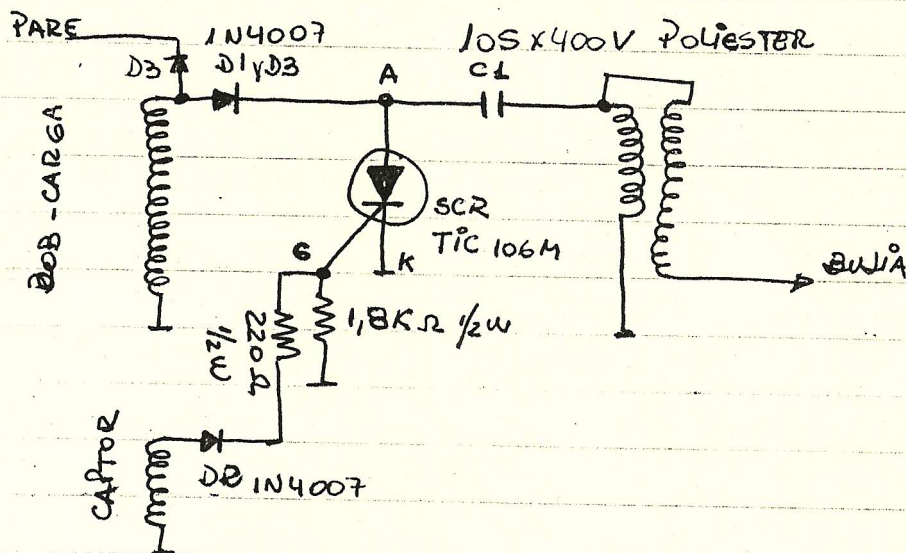 PARE
1N4007
D3
D1 y D3
105 x 400V POLIESTER
A
C1
BOB-CARGA
SCR
TIC 106M
G
K
BUJIA
1,8KΩ 1/2W
220Ω
1/2W
CAPTOR
D2 1N4007